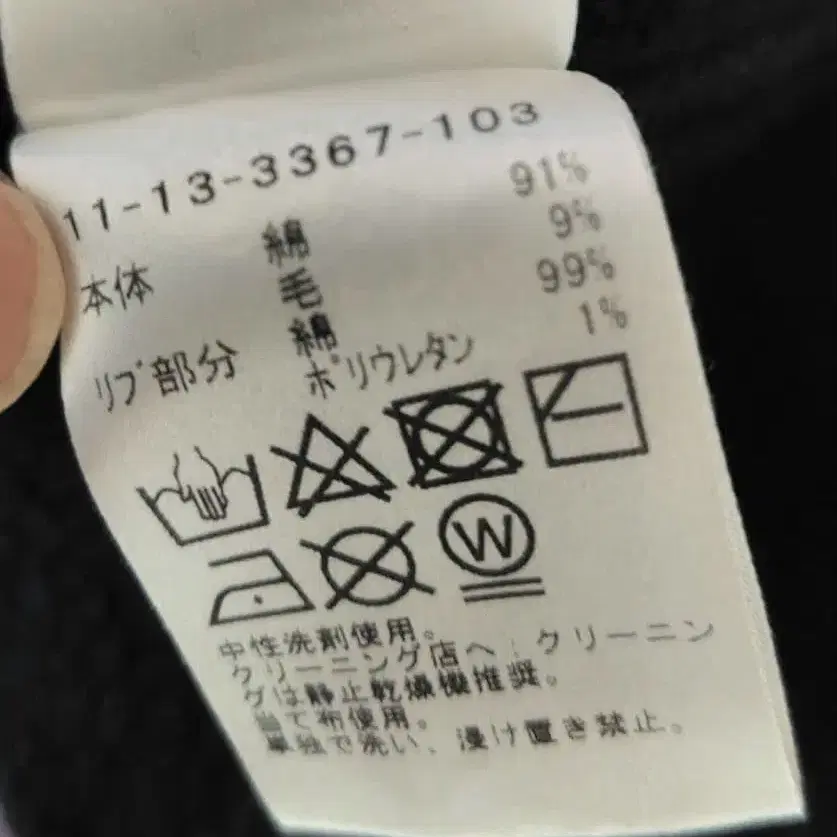 11-13-3367-103
本体 綿 91%
毛 9%
リブ部分 綿 99%
ポリウレタン 1%
W
中性洗剤使用。
クリーニング店へ:クリーニン
グは静止乾燥機推奨。
当て布使用。
単独で洗い、浸け置き禁止。